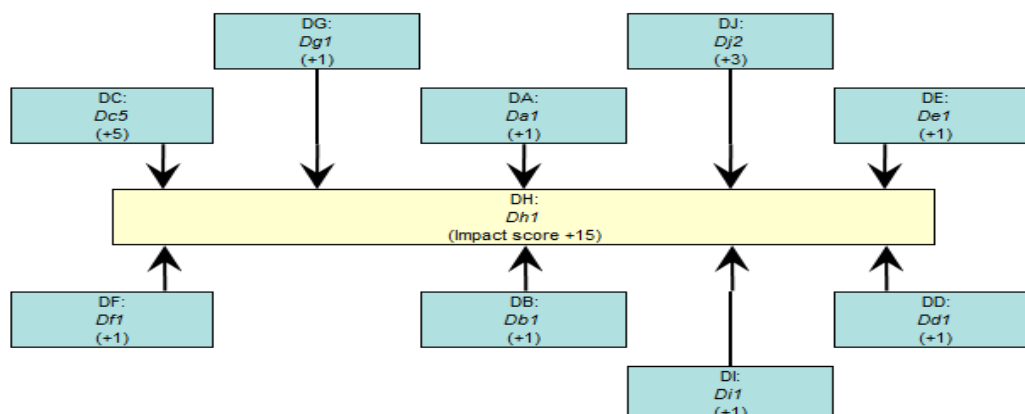 DG:
Dg1
(+1)
DJ:
Dj2
(+3)
DC:
Dc5
(+5)
DA:
Da1
(+1)
DE:
De1
(+1)
DH:
Dh1
(Impact score +15)
DF:
Df1
(+1)
DB:
Db1
(+1)
DD:
Dd1
(+1)
DI:
Di1
(+1)